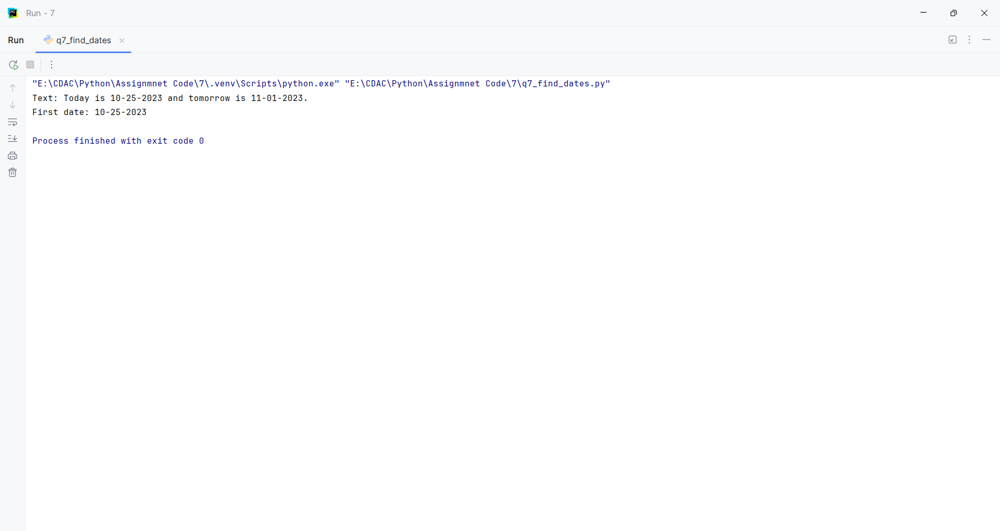 Run - 7
Run q7_find_dates
"E:\CDAC\Python\Assignmnet Code\7\.venv\Scripts\python.exe" "E:\CDAC\Python\Assignmnet Code\7\q7_find_dates.py"
Text: Today is 10-25-2023 and tomorrow is 11-01-2023.
First date: 10-25-2023
Process finished with exit code 0